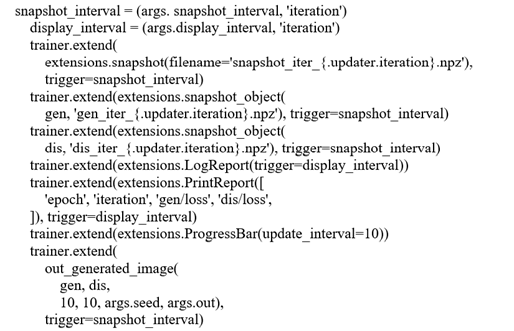 snapshot_interval = (args. snapshot_interval, 'iteration')
display_interval = (args.display_interval, 'iteration')
trainer.extend(
extensions.snapshot(filename='snapshot_iter_{.updater.iteration}.npz'),
trigger=snapshot_interval)
trainer.extend(extensions.snapshot_object(
gen, 'gen_iter_{.updater.iteration}.npz'), trigger=snapshot_interval)
trainer.extend(extensions.snapshot_object(
dis, 'dis_iter_{.updater.iteration}.npz'), trigger=snapshot_interval)
trainer.extend(extensions.LogReport(trigger=display_interval))
trainer.extend(extensions.PrintReport([
'epoch', 'iteration', 'gen/loss', 'dis/loss',
]), trigger=display_interval)
trainer.extend(extensions.ProgressBar(update_interval=10))
trainer.extend(
out_generated_image(
gen, dis,
10, 10, args.seed, args.out),
trigger=snapshot_interval)